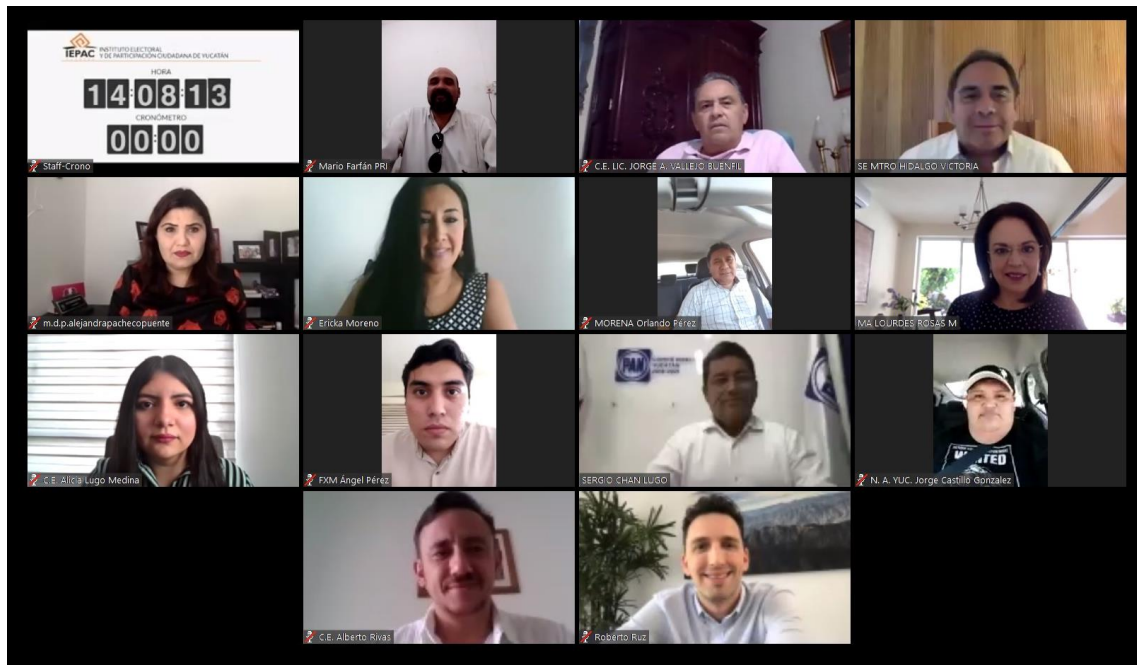 IEPAC
INSTITUTO ELECTORAL
Y DE PARTICIPACIÓN CIUDADANA DE YUCATÁN
HORA
14:08:13
CRONÓMETRO
00:00
Staff-Crono
Mario Farfán PRI
C.E. LIC. JORGE A. VALLEJO BUENFIL
SE MTRO HIDALGO VICTORIA
m.d.p.alejandrapachecopuente
Ericka Moreno
MORENA Orlando Pérez
MA LOURDES ROSAS M
C.E. Alicia Lugo Medina
FXM Ángel Pérez
PAN
YUCATÁN
SERGIO CHAN LUGO
WANTED
N. A. YUC. Jorge Castillo Gonzalez
C.E. Alberto Rivas
Roberto Ruz